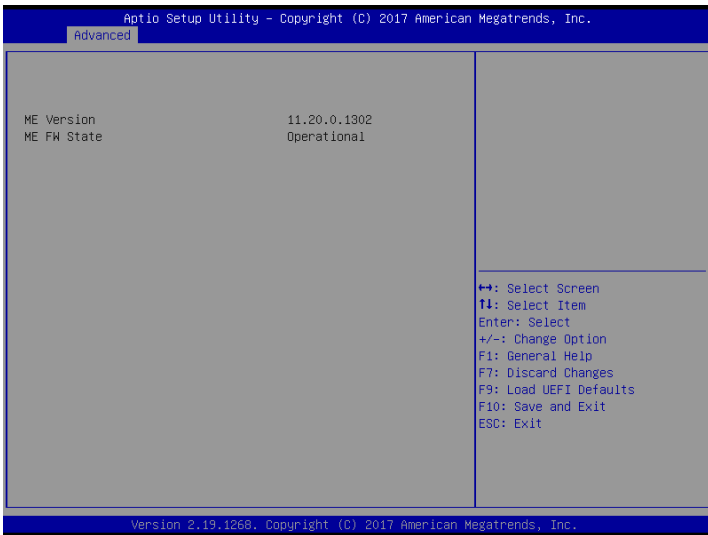 Aptio Setup Utility – Copyright (C) 2017 American Megatrends, Inc.
Advanced
ME Version 11.20.0.1302
ME FW State Operational
↔: Select Screen
↑↓: Select Item
Enter: Select
+/-: Change Option
F1: General Help
F7: Discard Changes
F9: Load UEFI Defaults
F10: Save and Exit
ESC: Exit
Version 2.19.1268. Copyright (C) 2017 American Megatrends, Inc.